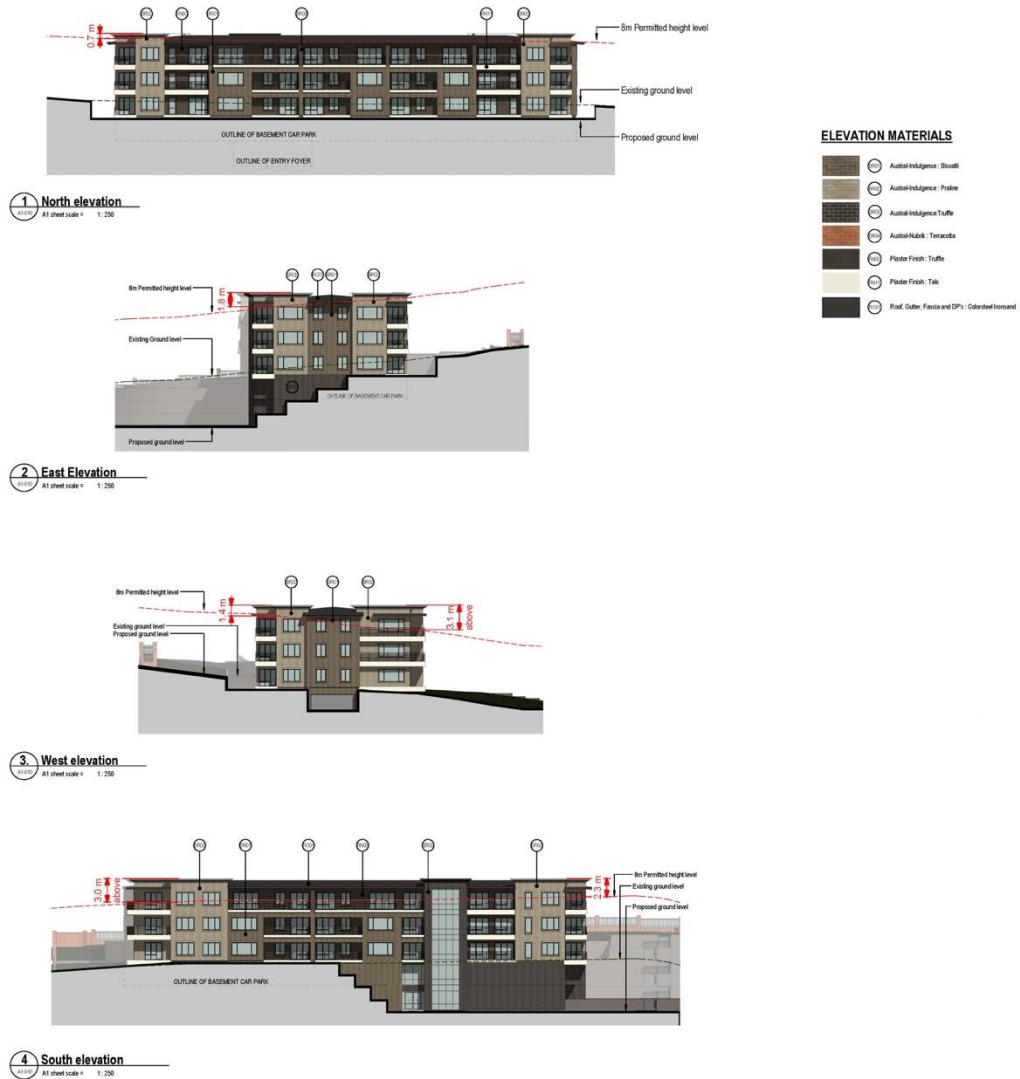 0.7 m
8m Permitted height level
Existing ground level
Proposed ground level
OUTLINE OF BASEMENT CAR PARK
OUTLINE OF ENTRY FOYER
1 North elevation
A1 sheet scale = 1 : 250
ELEVATION MATERIALS
Austral-Indulgence : Biscotti
Austral-Indulgence : Praline
Austral-Indulgence:Truffle
Austral-Nubrik : Terracotta
Plaster Finish : Truffle
Plaster Finish : Talc
Roof, Gutter, Fascia and DP's : Colorsteel Ironsand
8m Permitted height level
1.8 m
Existing Ground level
OUTLINE OF BASEMENT CAR PARK
Proposed ground level
2 East Elevation
A1 sheet scale = 1 : 250
8m Permitted height level
1.4 m
3.1 m above
Existing ground level
Proposed ground level
3. West elevation
A1 sheet scale = 1 : 250
3.0 m above
2.3 m
8m Permitted height level
Existing ground level
Proposed ground level
OUTLINE OF BASEMENT CAR PARK
4 South elevation
A1 sheet scale = 1 : 250